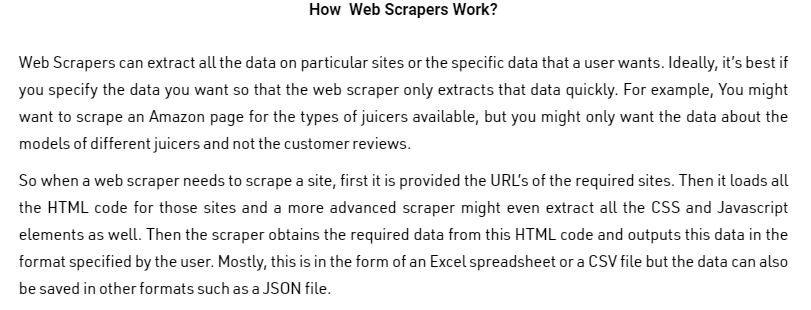 How Web Scrapers Work?
Web Scrapers can extract all the data on particular sites or the specific data that a user wants. Ideally, it's best if
you specify the data you want so that the web scraper only extracts that data quickly. For example, You might
want to scrape an Amazon page for the types of juicers available, but you might only want the data about the
models of different juicers and not the customer reviews.
So when a web scraper needs to scrape a site, first it is provided the URL's of the required sites. Then it loads all
the HTML code for those sites and a more advanced scraper might even extract all the CSS and Javascript
elements as well. Then the scraper obtains the required data from this HTML code and outputs this data in the
format specified by the user. Mostly, this is in the form of an Excel spreadsheet or a CSV file but the data can also
be saved in other formats such as a JSON file.